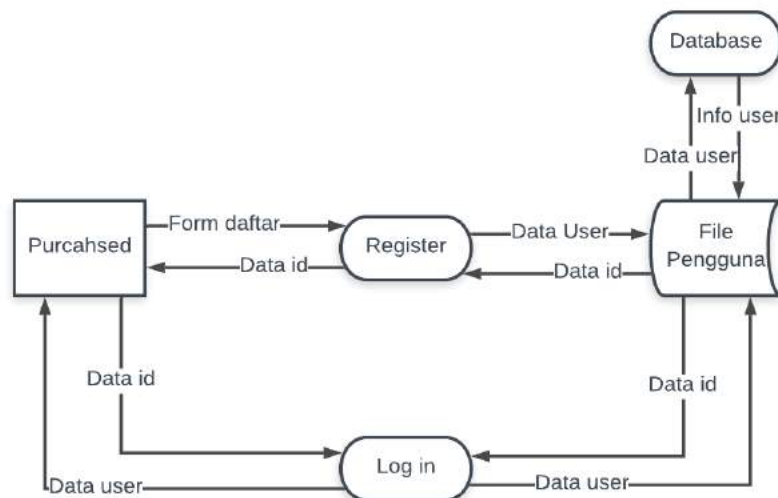 Database
Info user
Data user
Form daftar
Purcahsed
Register
Data User
File
Pengguna
Data id
Data id
Data id
Data id
Log in
Data user
Data user